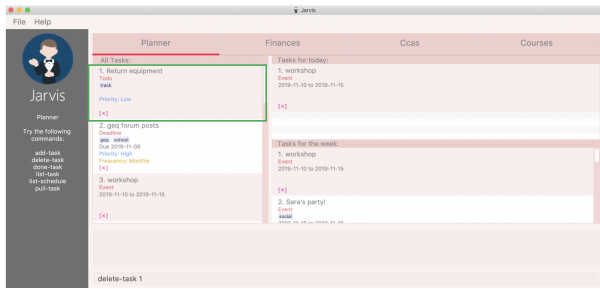 Jarvis
File Help
Jarvis
Planner
Try the following
commands:
add-task
delete-task
done-task
list-task
list-schedule
pull-task
Planner Finances Ccas Courses
All Tasks:
1. Return equipment
Todo
track
Priority: Low
[×]
2. geq forum posts
Deadline
geq school
Due 2019-11-08
Priority: High
Frequency: Monthly
[×]
3. workshop
Event
2019-11-10 to 2019-11-15
[×]
Tasks for today:
1. workshop
Event
2019-11-10 to 2019-11-15
[×]
Tasks for the week:
1. workshop
Event
2019-11-10 to 2019-11-15
[×]
2. Sara's party!
Event
social
delete-task 1